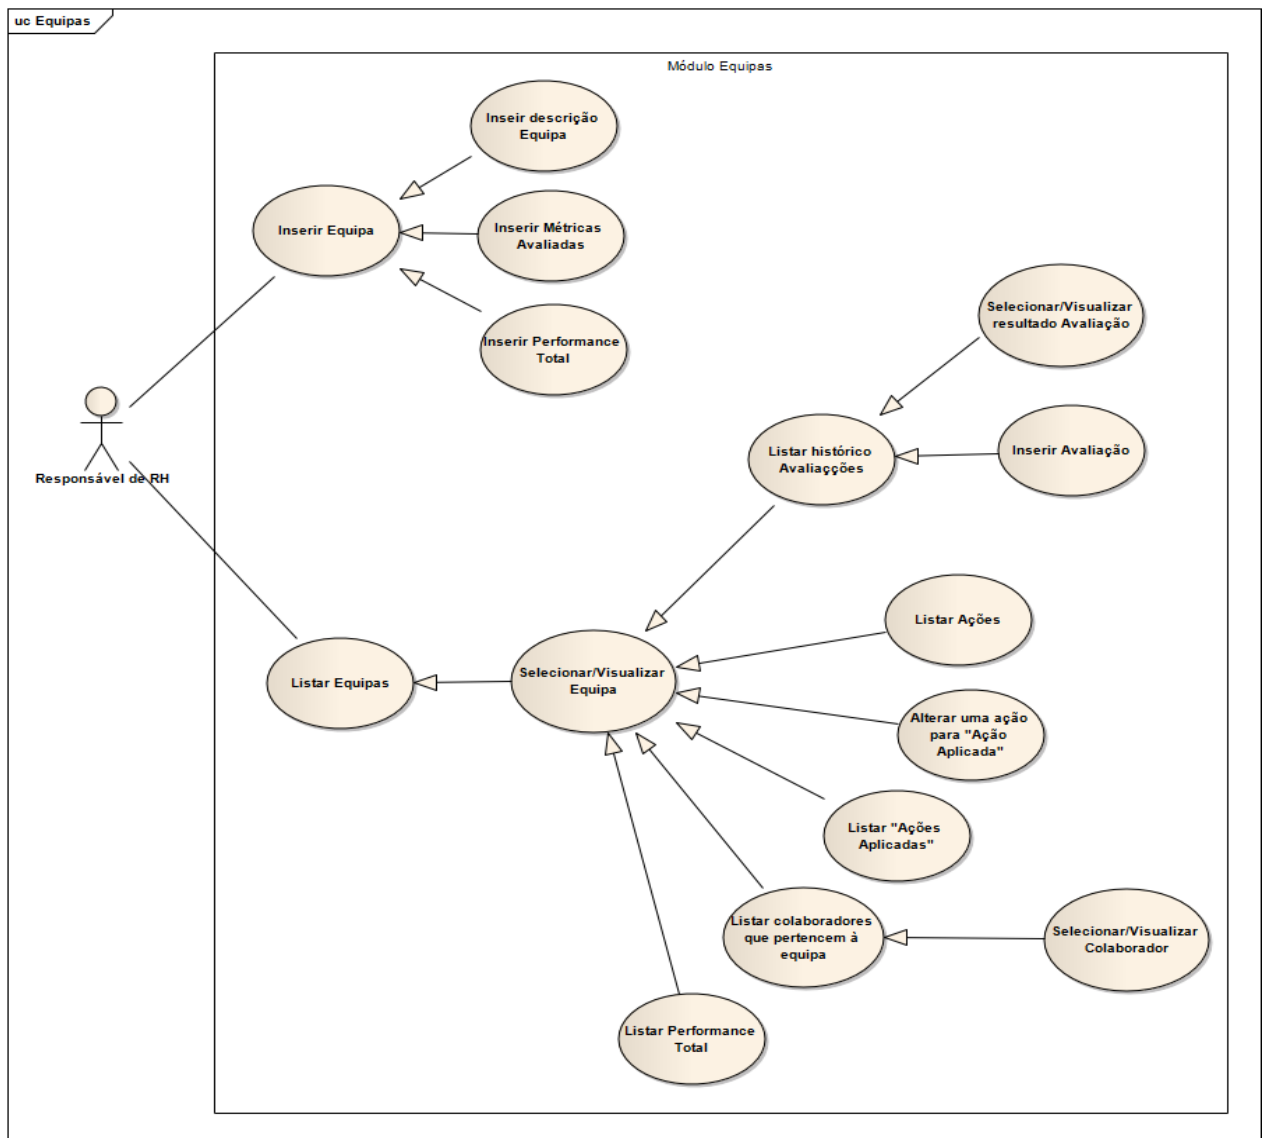 uc Equipas
Módulo Equipas
Inseir descrição
Equipa
Inserir Equipa
Inserir Métricas
Avaliadas
Inserir Performance
Total
Selecionar/Visualizar
resultado Avaliação
Listar histórico
Avaliaçções
Inserir Avaliação
Responsável de RH
Listar Ações
Listar Equipas
Selecionar/Visualizar
Equipa
Alterar uma ação
para "Ação
Aplicada"
Listar "Ações
Aplicadas"
Listar colaboradores
que pertencem à
equipa
Selecionar/Visualizar
Colaborador
Listar Performance
Total